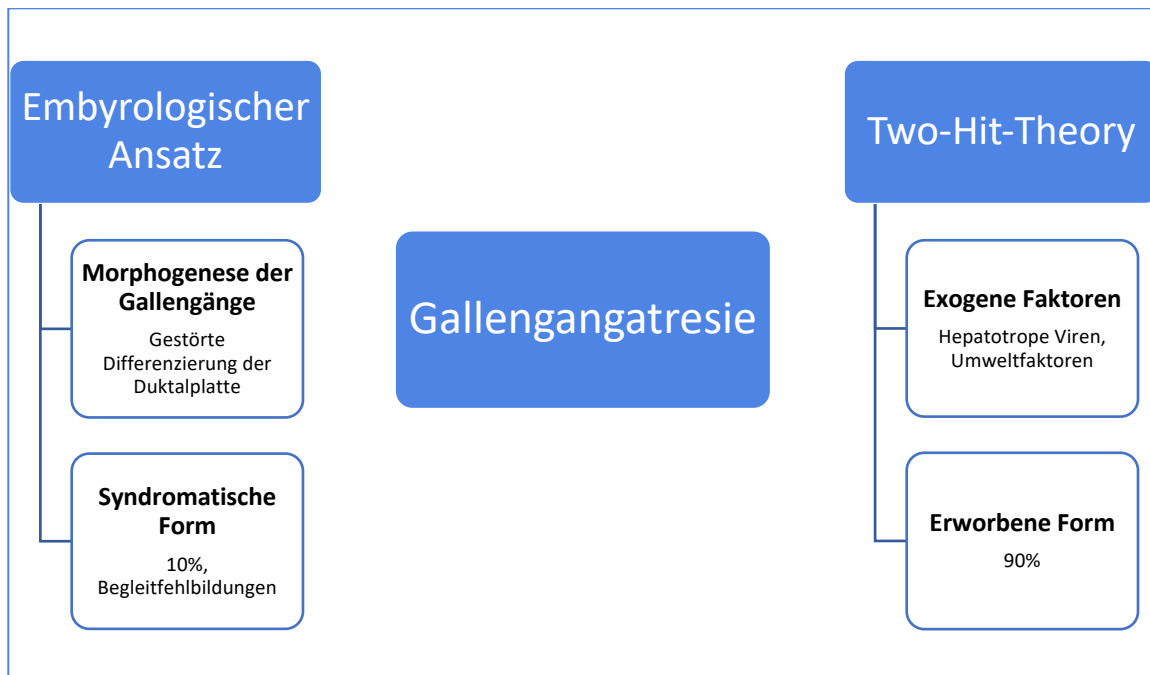 Embyrologischer
Ansatz
Morphogenese der
Gallengänge
Gestörte
Differenzierung der
Duktalplatte
Syndromatische
Form
10%,
Begleitfehlbildungen
Gallengangatresie
Two-Hit-Theory
Exogene Faktoren
Hepatotrope Viren,
Umweltfaktoren
Erworbene Form
90%